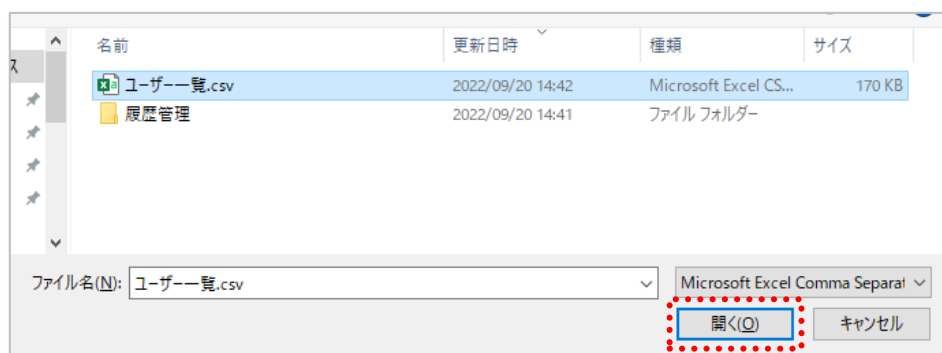 名前 更新日時 種類 サイズ
ス
ユーザー一覧.csv 2022/09/20 14:42 Microsoft Excel CS... 170 KB
履歴管理 2022/09/20 14:41 ファイル フォルダー
ファイル名(N): ユーザー一覧.csv Microsoft Excel Comma Separat
開く(O) キャンセル